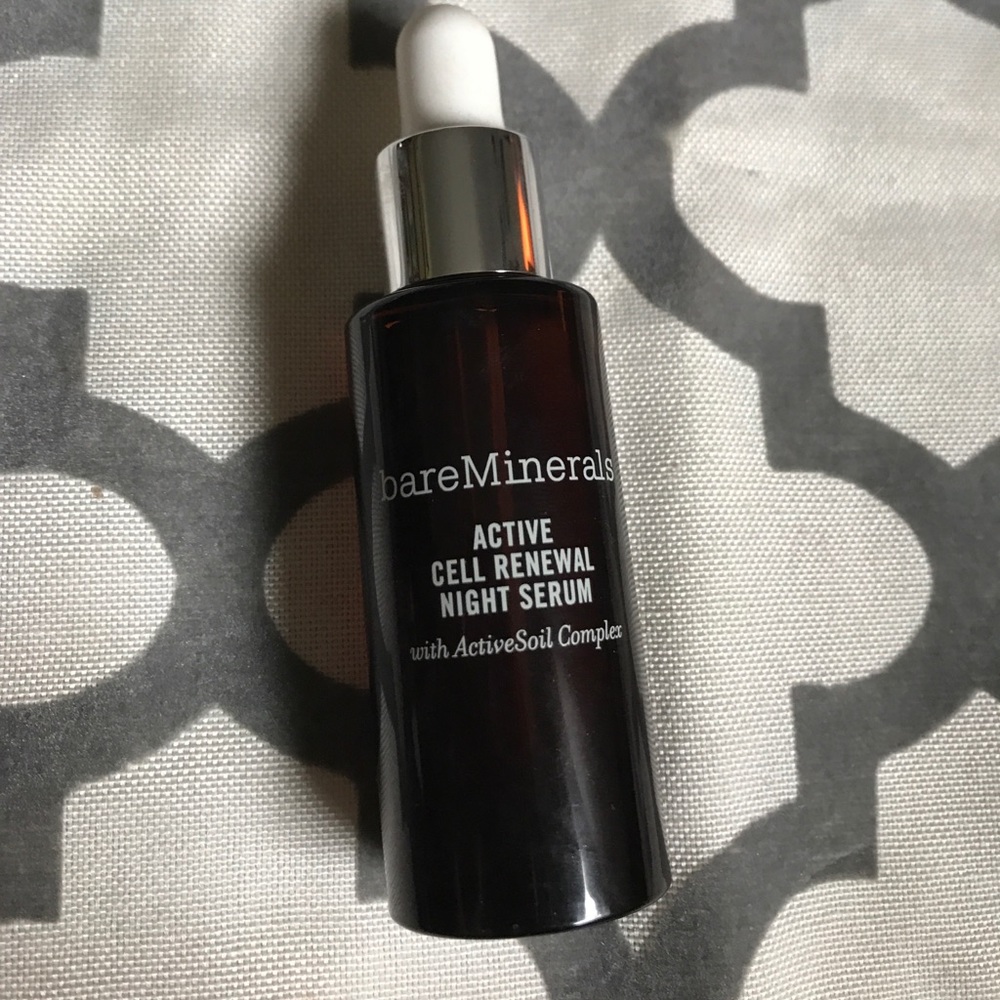 bareMinerals
ACTIVE
CELL RENEWAL
NIGHT SERUM
with ActiveSoil Complex